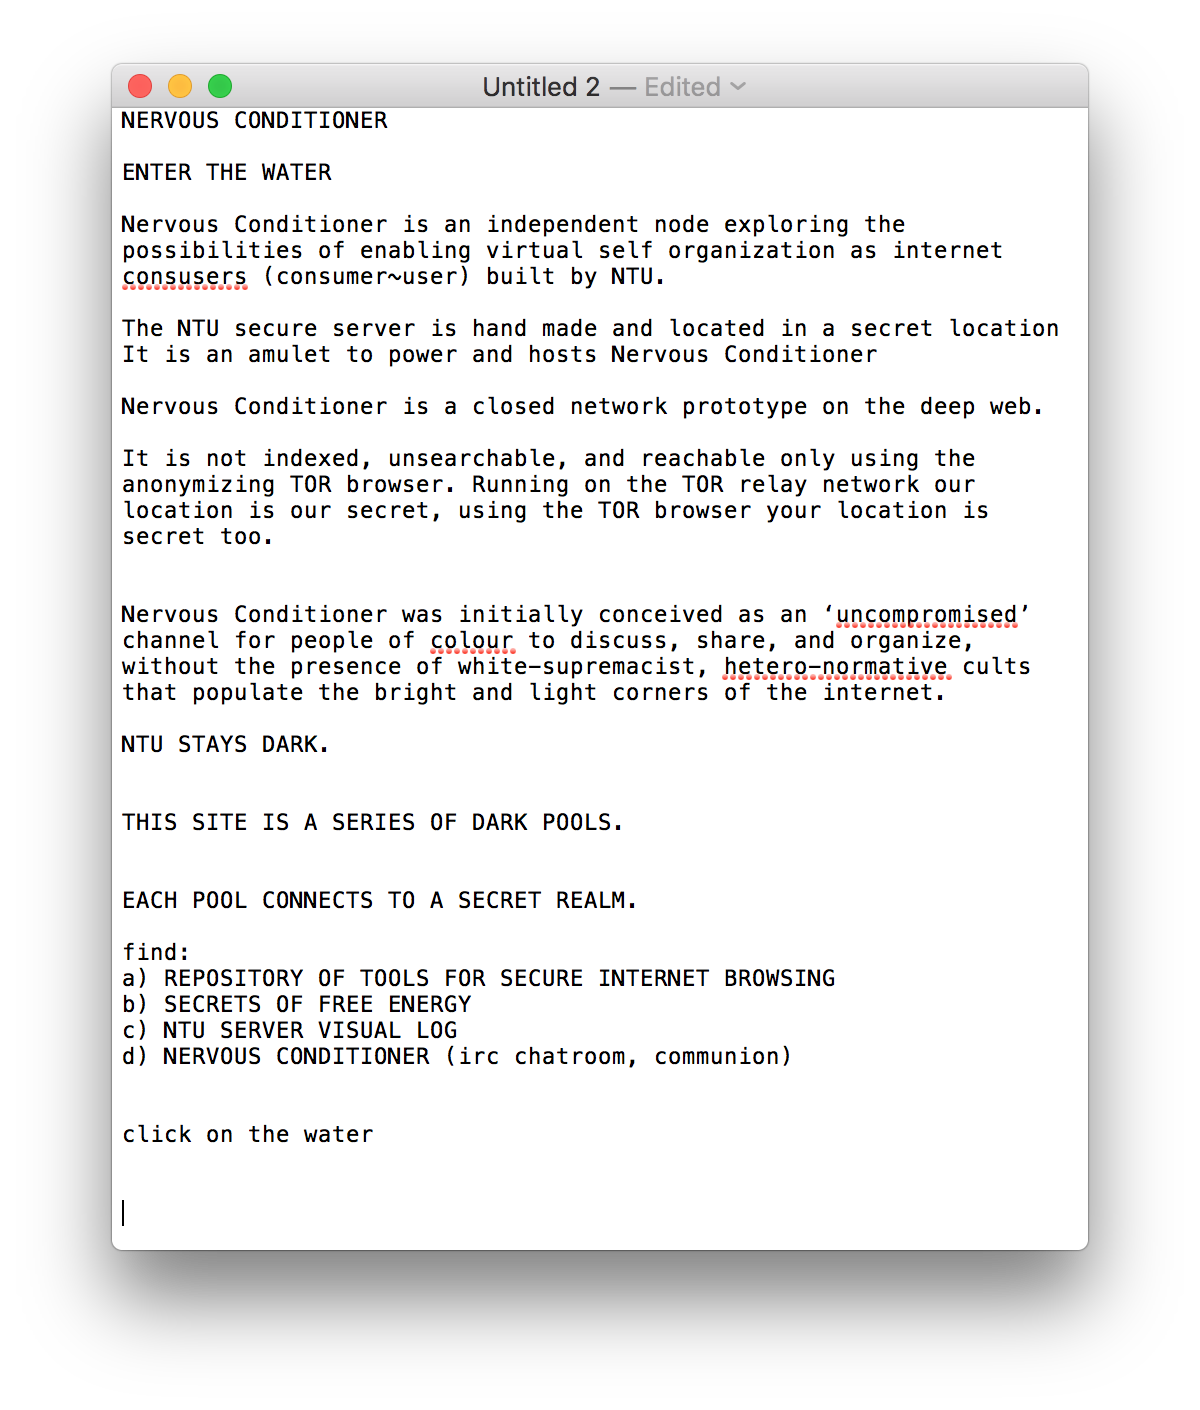 Untitled 2 — Edited
NERVOUS CONDITIONER
ENTER THE WATER
Nervous Conditioner is an independent node exploring the
possibilities of enabling virtual self organization as internet
consusers (consumer~user) built by NTU.
The NTU secure server is hand made and located in a secret location
It is an amulet to power and hosts Nervous Conditioner
Nervous Conditioner is a closed network prototype on the deep web.
It is not indexed, unsearchable, and reachable only using the
anonymizing TOR browser. Running on the TOR relay network our
location is our secret, using the TOR browser your location is
secret too.
Nervous Conditioner was initially conceived as an ‘uncompromised’
channel for people of colour to discuss, share, and organize,
without the presence of white-supremacist, hetero-normative cults
that populate the bright and light corners of the internet.
NTU STAYS DARK.
THIS SITE IS A SERIES OF DARK POOLS.
EACH POOL CONNECTS TO A SECRET REALM.
find:
a) REPOSITORY OF TOOLS FOR SECURE INTERNET BROWSING
b) SECRETS OF FREE ENERGY
c) NTU SERVER VISUAL LOG
d) NERVOUS CONDITIONER (irc chatroom, communion)
click on the water